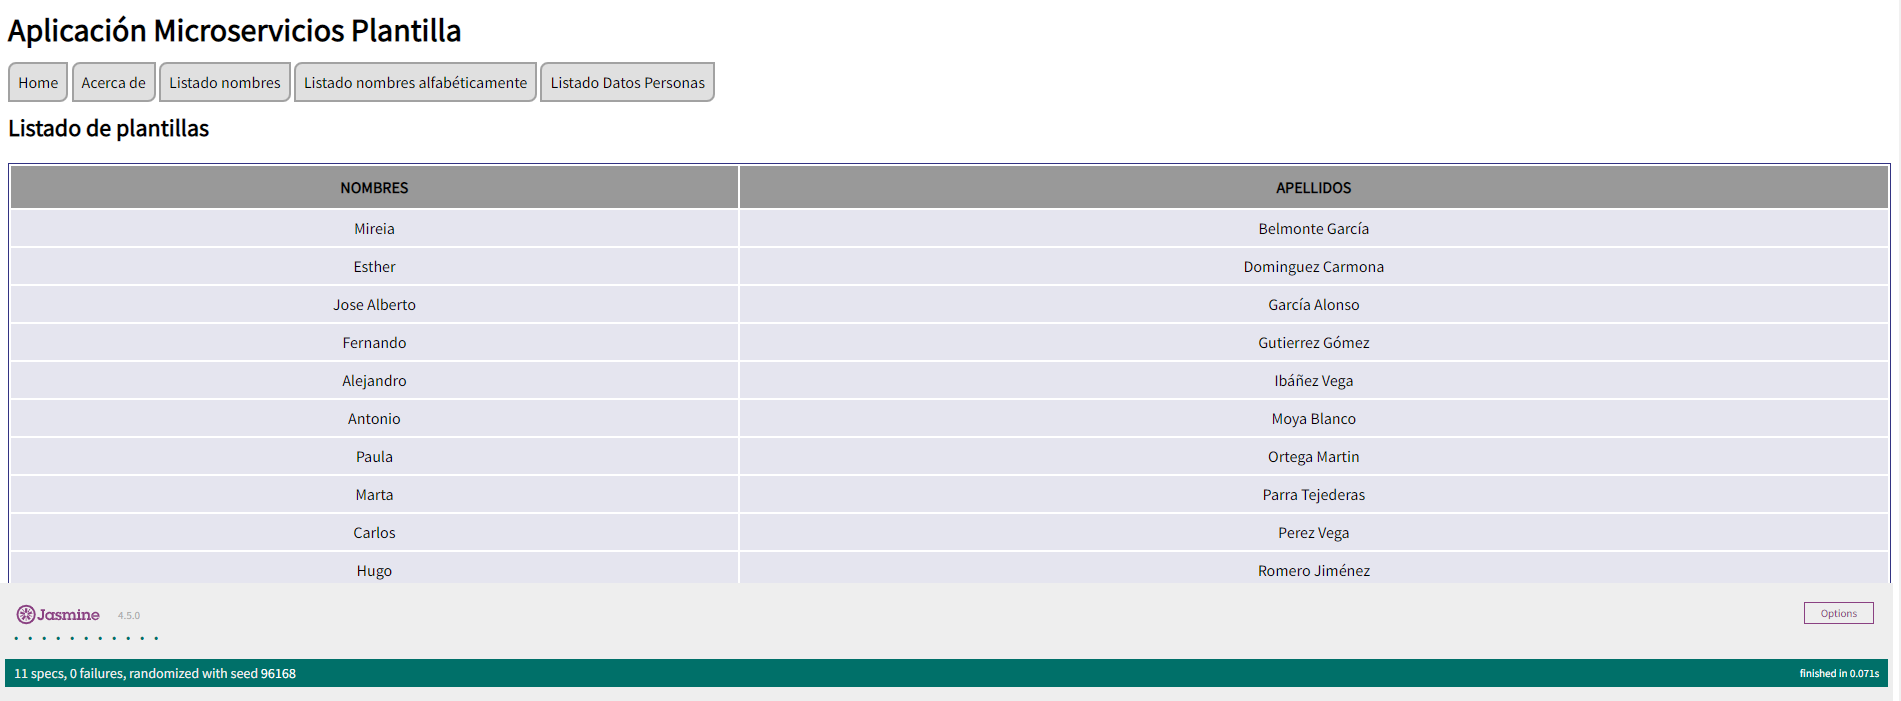 Aplicación Microservicios Plantilla
Home Acerca de Listado nombres Listado nombres alfabéticamente Listado Datos Personas
Listado de plantillas
NOMBRES APELLIDOS
Mireia Belmonte García
Esther Dominguez Carmona
Jose Alberto García Alonso
Fernando Gutierrez Gómez
Alejandro Ibáñez Vega
Antonio Moya Blanco
Paula Ortega Martin
Marta Parra Tejederas
Carlos Perez Vega
Hugo Romero Jiménez
Jasmine 4.5.0 Options
11 specs, 0 failures, randomized with seed 96168 finished in 0.071s